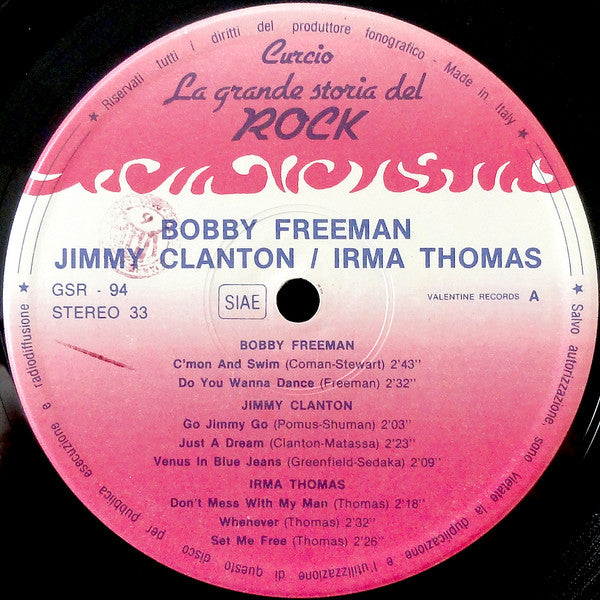 ★ Riservati tutti i diritti del produttore fonografico - Made in Italy ★
Curcio
La grande storia del
ROCK
BOBBY FREEMAN
JIMMY CLANTON / IRMA THOMAS
GSR - 94
STEREO 33
SIAE
VALENTINE RECORDS A
BOBBY FREEMAN
C'mon And Swim (Coman-Stewart) 2'43''
Do You Wanna Dance (Freeman) 2'32''
JIMMY CLANTON
Go Jimmy Go (Pomus-Shuman) 2'03''
Just A Dream (Clanton-Matassa) 2'23''
Venus In Blue Jeans (Greenfield-Sedaka) 2'09''
IRMA THOMAS
Don't Mess With My Man (Thomas) 2'18''
Whenever (Thomas) 2'32''
Set Me Free (Thomas) 2'26''
★ Salvo autorizzazione, sono vietate la duplicazione e l'utilizzazione di questo disco per pubblica esecuzione e radiodiffusione ★